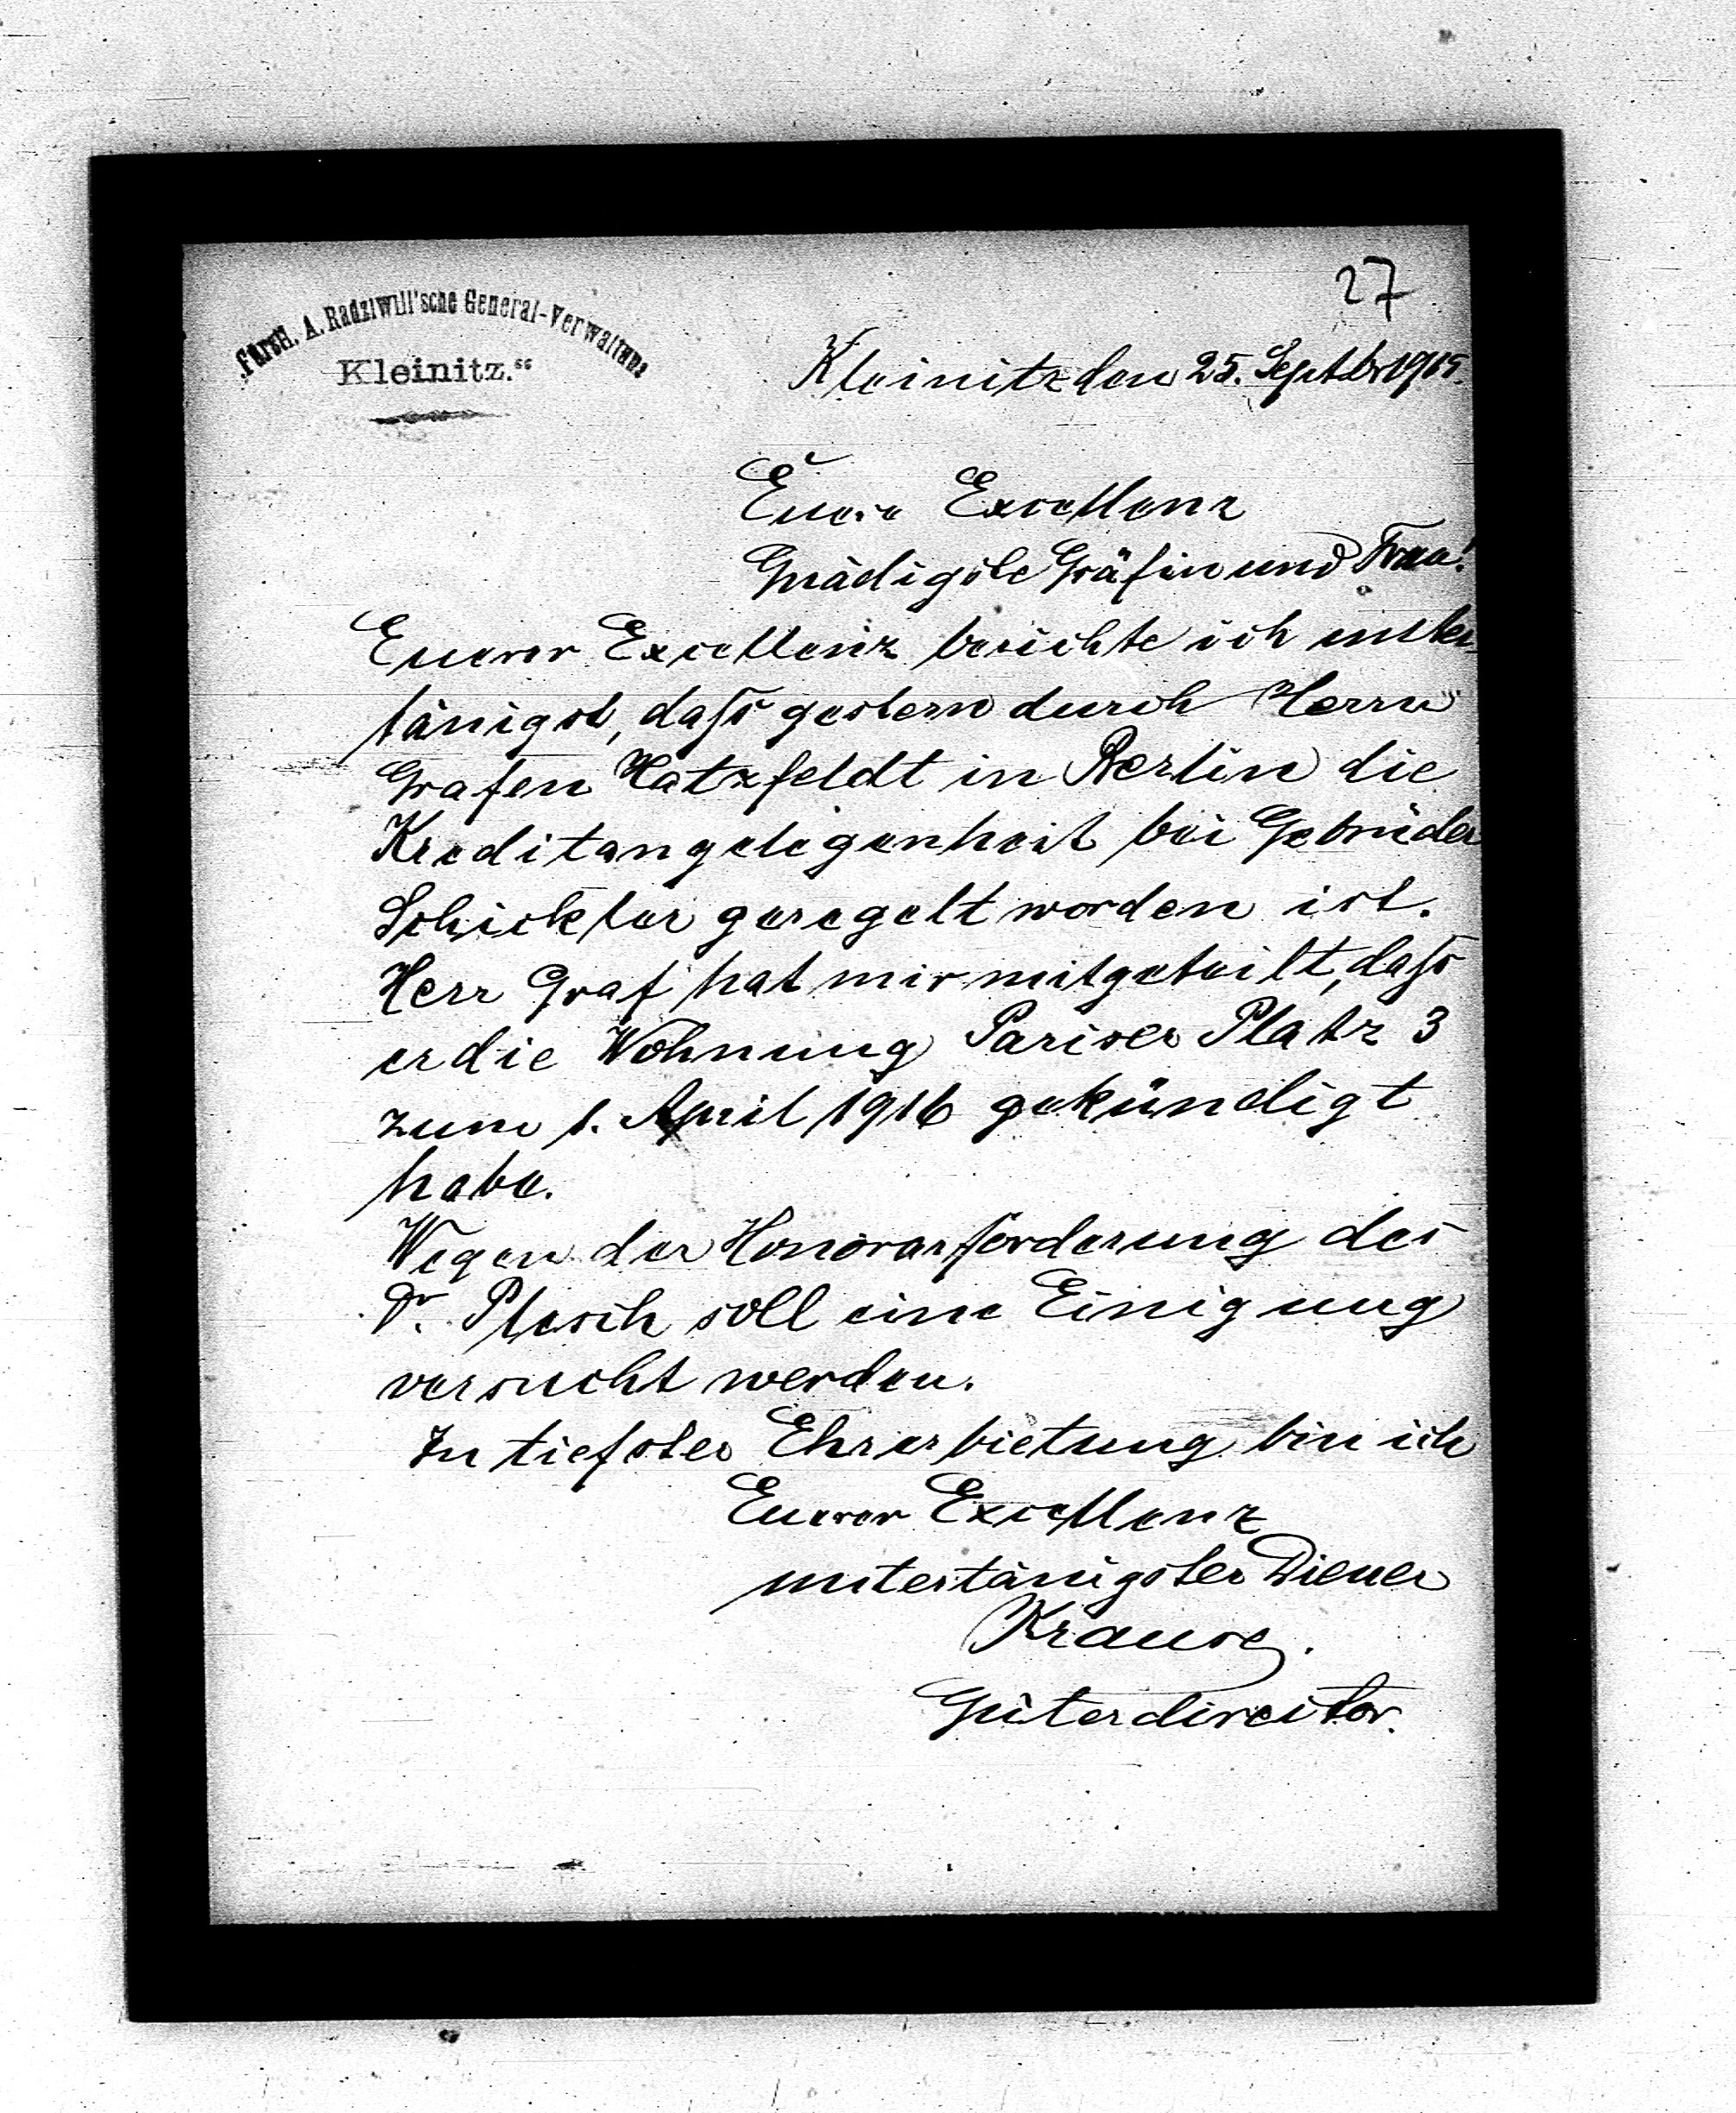 27
„Fürstl. A. Radziwill'sche General-Verwaltung
Kleinitz.“
Kleinitz den 25. Septbr 1915.
Euere Excellenz
Gnädigste Gräfin und Frau!
Euerer Excellenz berichte ich unter-
tänigst, daß gestern durch Herrn
Grafen Hatzfeldt in Berlin die
Kreditangelegenheit bei Gebrüder
Schickler geregelt worden ist.
Herr Graf hat mir mitgeteilt, daß
er die Wohnung Pariser Platz 3
zum 1. April 1916 gekündigt
habe.
Wegen der Honorarforderung des
Dr. Plesch soll eine Einigung
versucht werden.
In tiefster Ehrerbietung bin ich
Euerer Excellenz
untertänigster Diener
Krause.
Güterdirector.